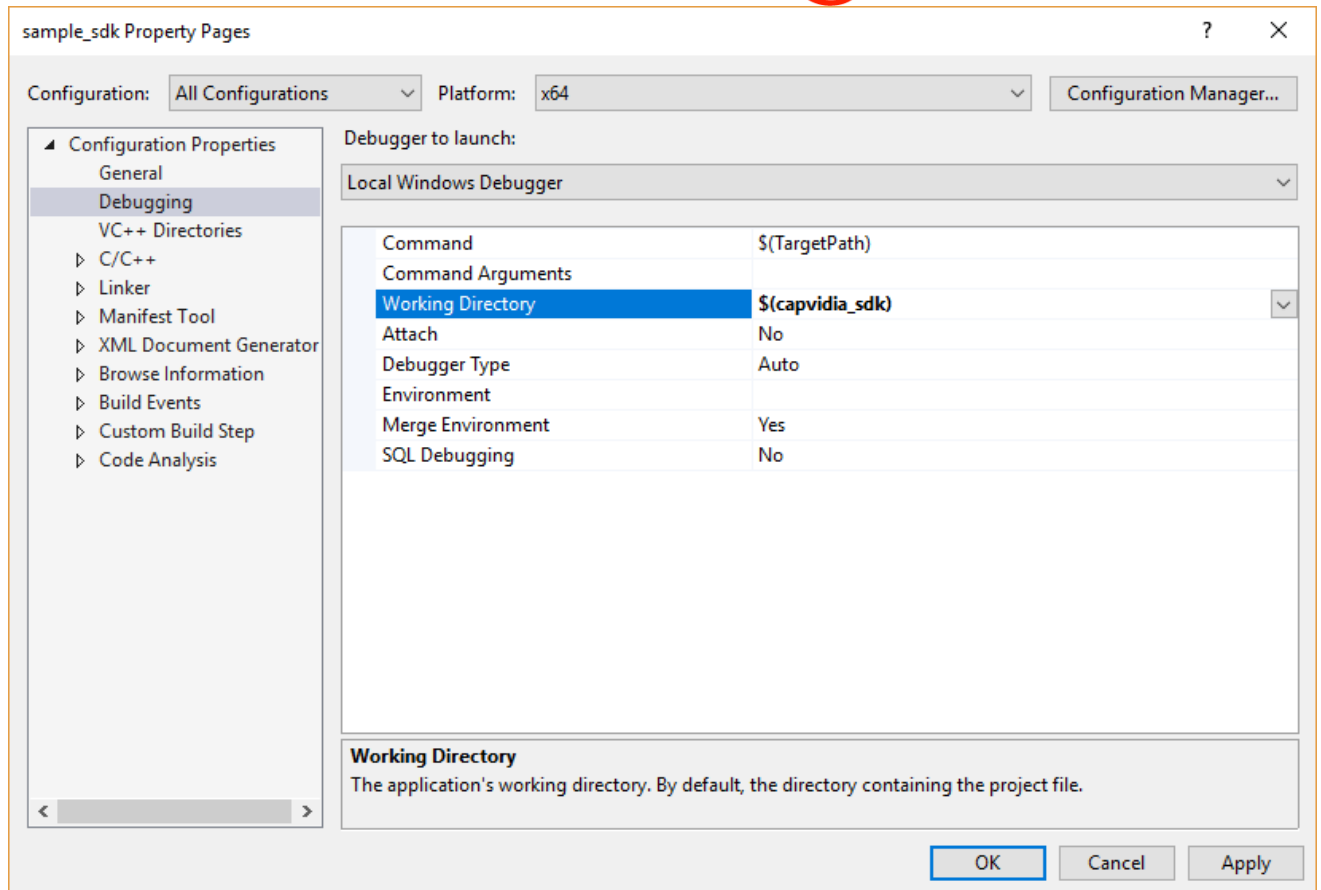 sample_sdk Property Pages
?
Configuration: All Configurations Platform: x64 Configuration Manager...
Configuration Properties
General
Debugging
VC++ Directories
C/C++
Linker
Manifest Tool
XML Document Generator
Browse Information
Build Events
Custom Build Step
Code Analysis
Debugger to launch:
Local Windows Debugger
Command $(TargetPath)
Command Arguments
Working Directory $(capvidia_sdk)
Attach No
Debugger Type Auto
Environment
Merge Environment Yes
SQL Debugging No
Working Directory
The application's working directory. By default, the directory containing the project file.
OK Cancel Apply